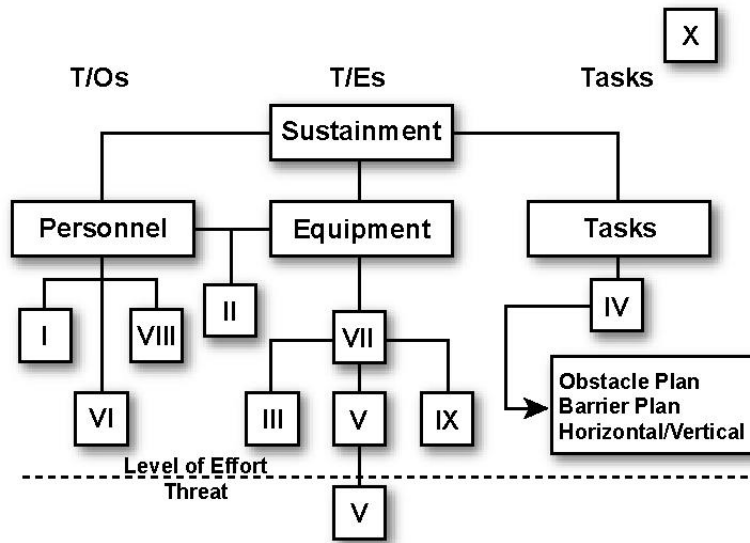 X
T/Os
T/Es
Tasks
Sustainment
Personnel
Equipment
Tasks
I
VIII
II
VII
IV
VI
III
V
IX
Obstacle Plan
Barrier Plan
Horizontal/Vertical
Level of Effort
Threat
V